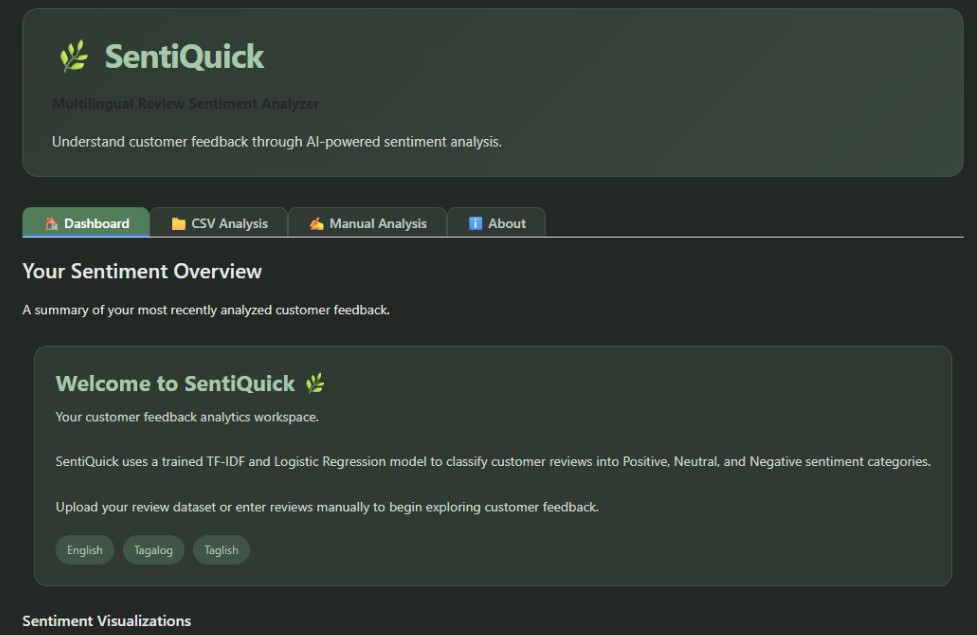 🌿 SentiQuick
Multilingual Review Sentiment Analyzer
Understand customer feedback through AI-powered sentiment analysis.
🏠 Dashboard 📁 CSV Analysis ✍️ Manual Analysis ℹ️ About
Your Sentiment Overview
A summary of your most recently analyzed customer feedback.
Welcome to SentiQuick 🌿
Your customer feedback analytics workspace.
SentiQuick uses a trained TF-IDF and Logistic Regression model to classify customer reviews into Positive, Neutral, and Negative sentiment categories.
Upload your review dataset or enter reviews manually to begin exploring customer feedback.
English Tagalog Taglish
Sentiment Visualizations